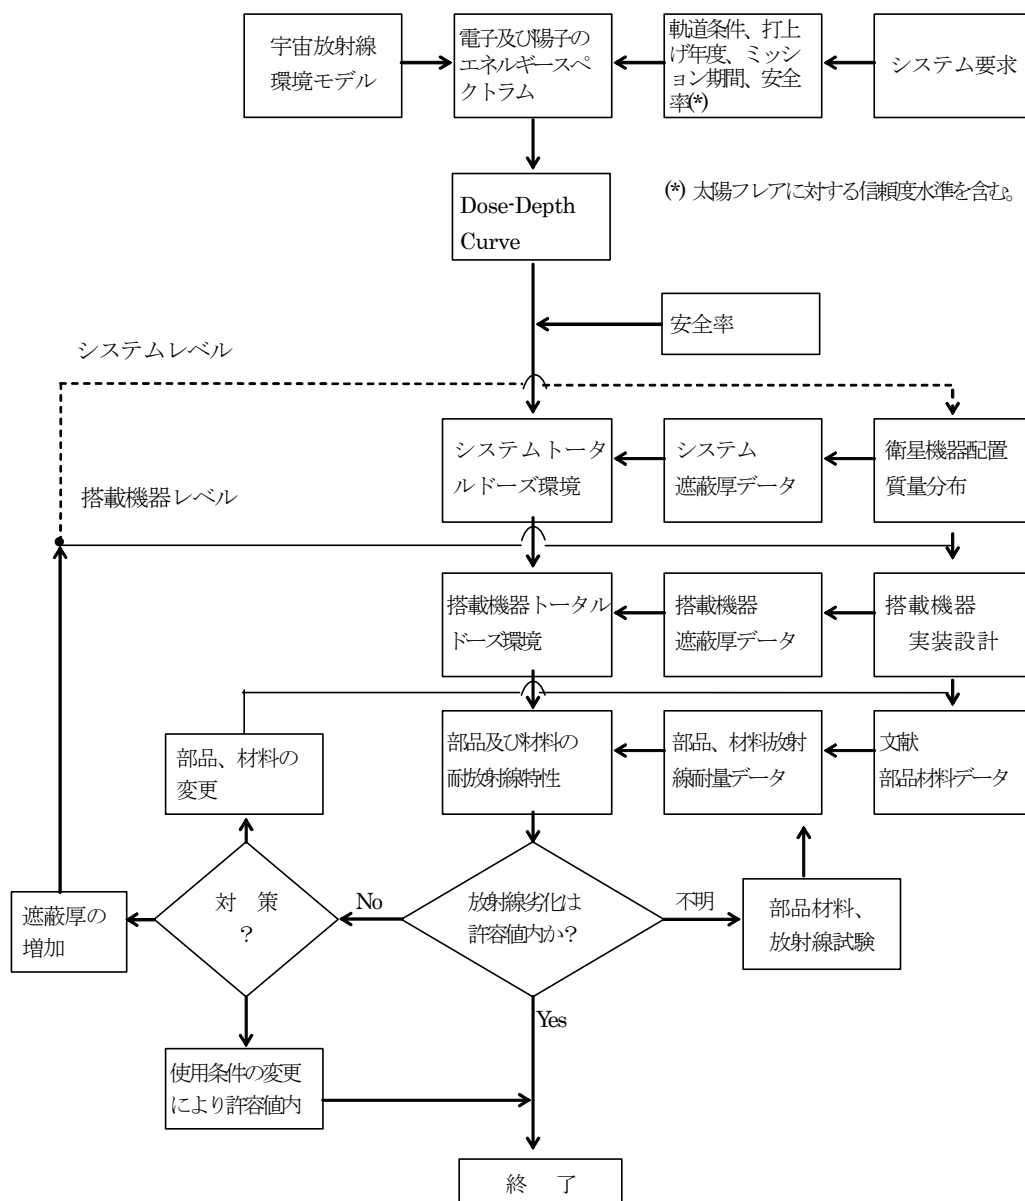 宇宙放射線
環境モデル
電子及び陽子の
エネルギースペ
クトラム
軌道条件、打上
げ年度、ミッシ
ョン期間、安全
率(*)
システム要求
(*) 太陽フレアに対する信頼度水準を含む。
Dose-Depth
Curve
安全率
システムレベル
システムトータ
ルドーズ環境
システム
遮蔽厚データ
衛星機器配置
質量分布
搭載機器レベル
搭載機器トータル
ドーズ環境
搭載機器
遮蔽厚データ
搭載機器
実装設計
部品、材料の
変更
部品及び材料の
耐放射線特性
部品、材料放射
線耐量データ
文献
部品材料データ
遮蔽厚の
増加
対 策
?
No
放射線劣化は
許容値内か?
不明
部品材料、
放射線試験
Yes
使用条件の変更
により許容値内
終 了